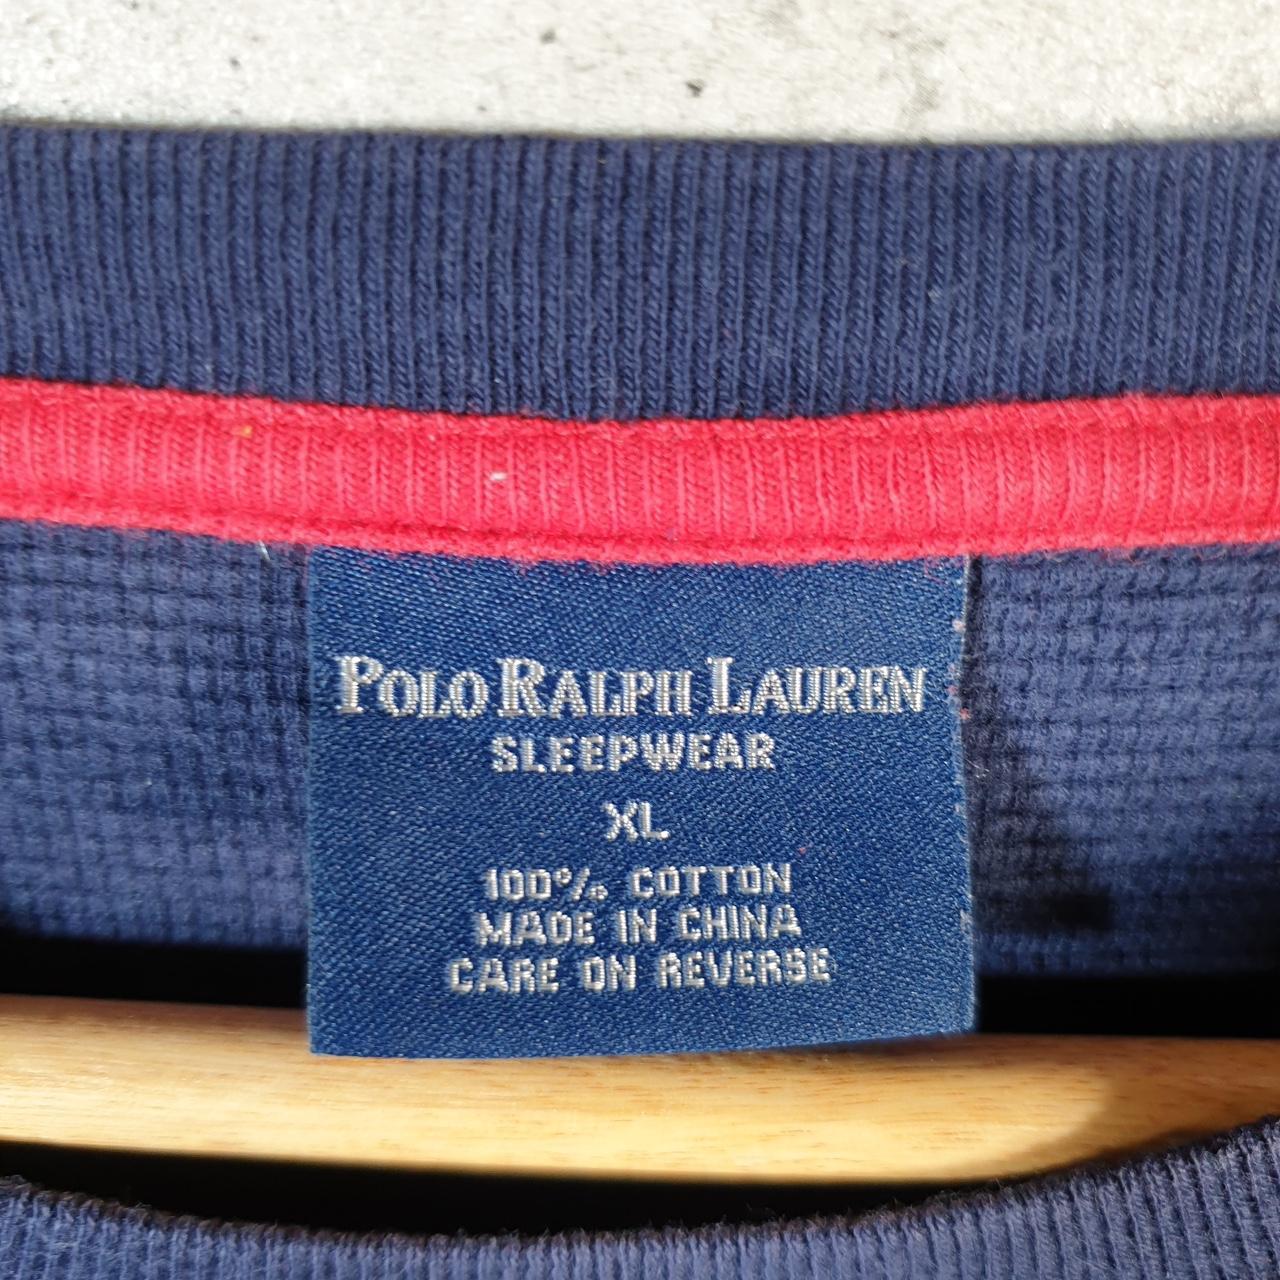 POLO RALPH LAUREN
SLEEPWEAR
XL
100% COTTON
MADE IN CHINA
CARE ON REVERSE